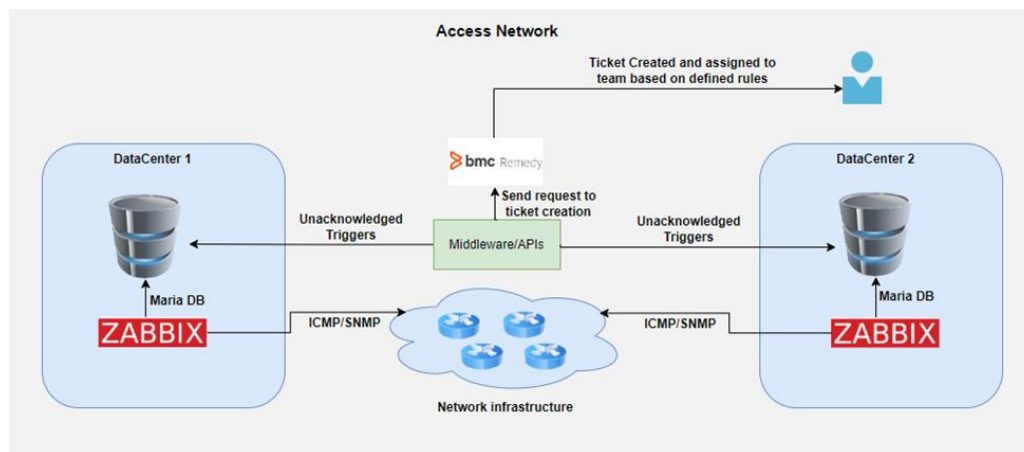 Access Network
Ticket Created and assigned to
team based on defined rules
DataCenter 1
bmc Remedy
DataCenter 2
Send request to
ticket creation
Unacknowledged
Triggers
Middleware/APIs
Unacknowledged
Triggers
Maria DB
ZABBIX
ICMP/SNMP
ICMP/SNMP
Maria DB
ZABBIX
Network infrastructure